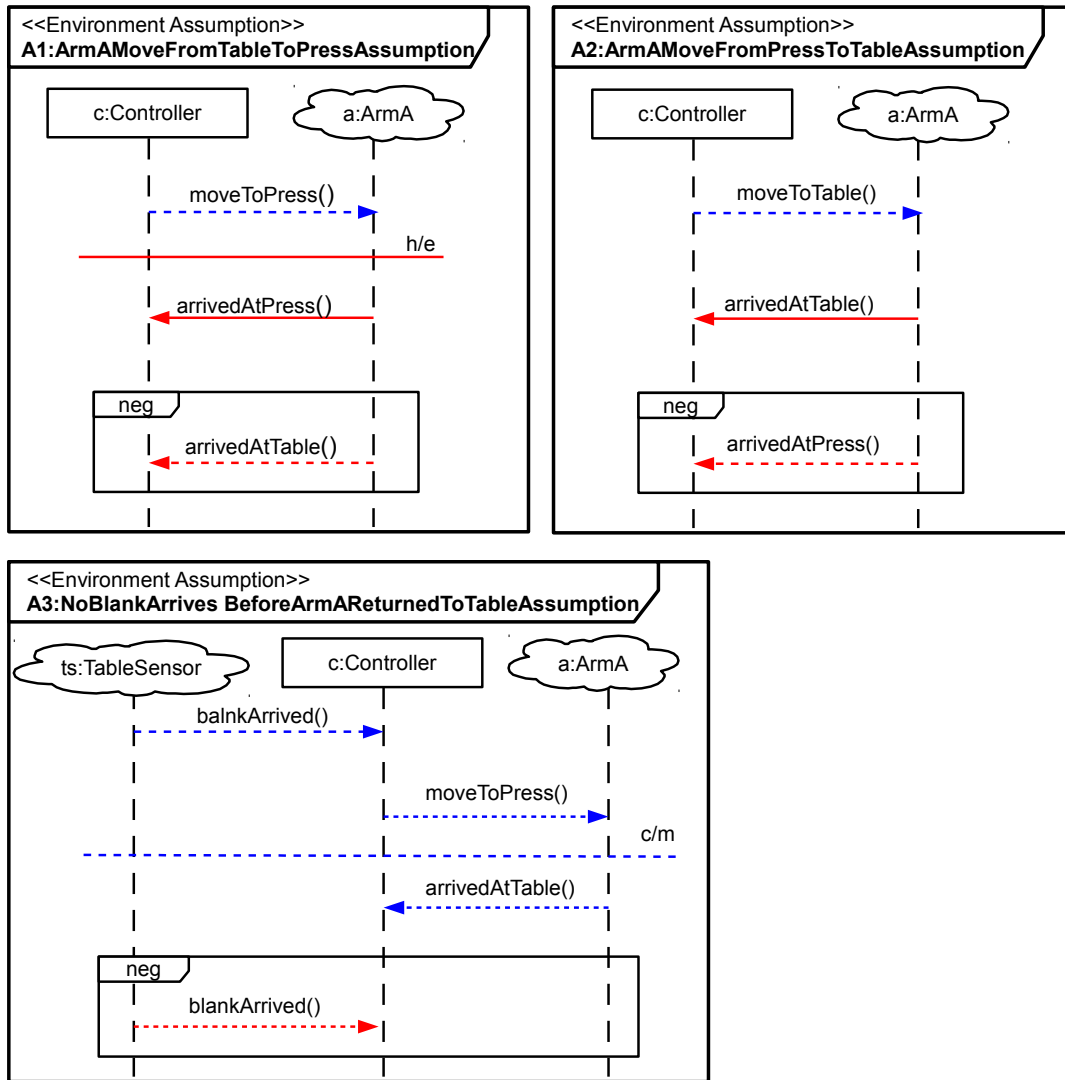 <<Environment Assumption>>
A1:ArmAMoveFromTableToPressAssumption
c:Controller
a:ArmA
moveToPress()
h/e
arrivedAtPress()
neg
arrivedAtTable()
<<Environment Assumption>>
A2:ArmAMoveFromPressToTableAssumption
c:Controller
a:ArmA
moveToTable()
arrivedAtTable()
neg
arrivedAtPress()
<<Environment Assumption>>
A3:NoBlankArrives BeforeArmAReturnedToTableAssumption
ts:TableSensor
c:Controller
a:ArmA
balnkArrived()
moveToPress()
c/m
arrivedAtTable()
neg
blankArrived()